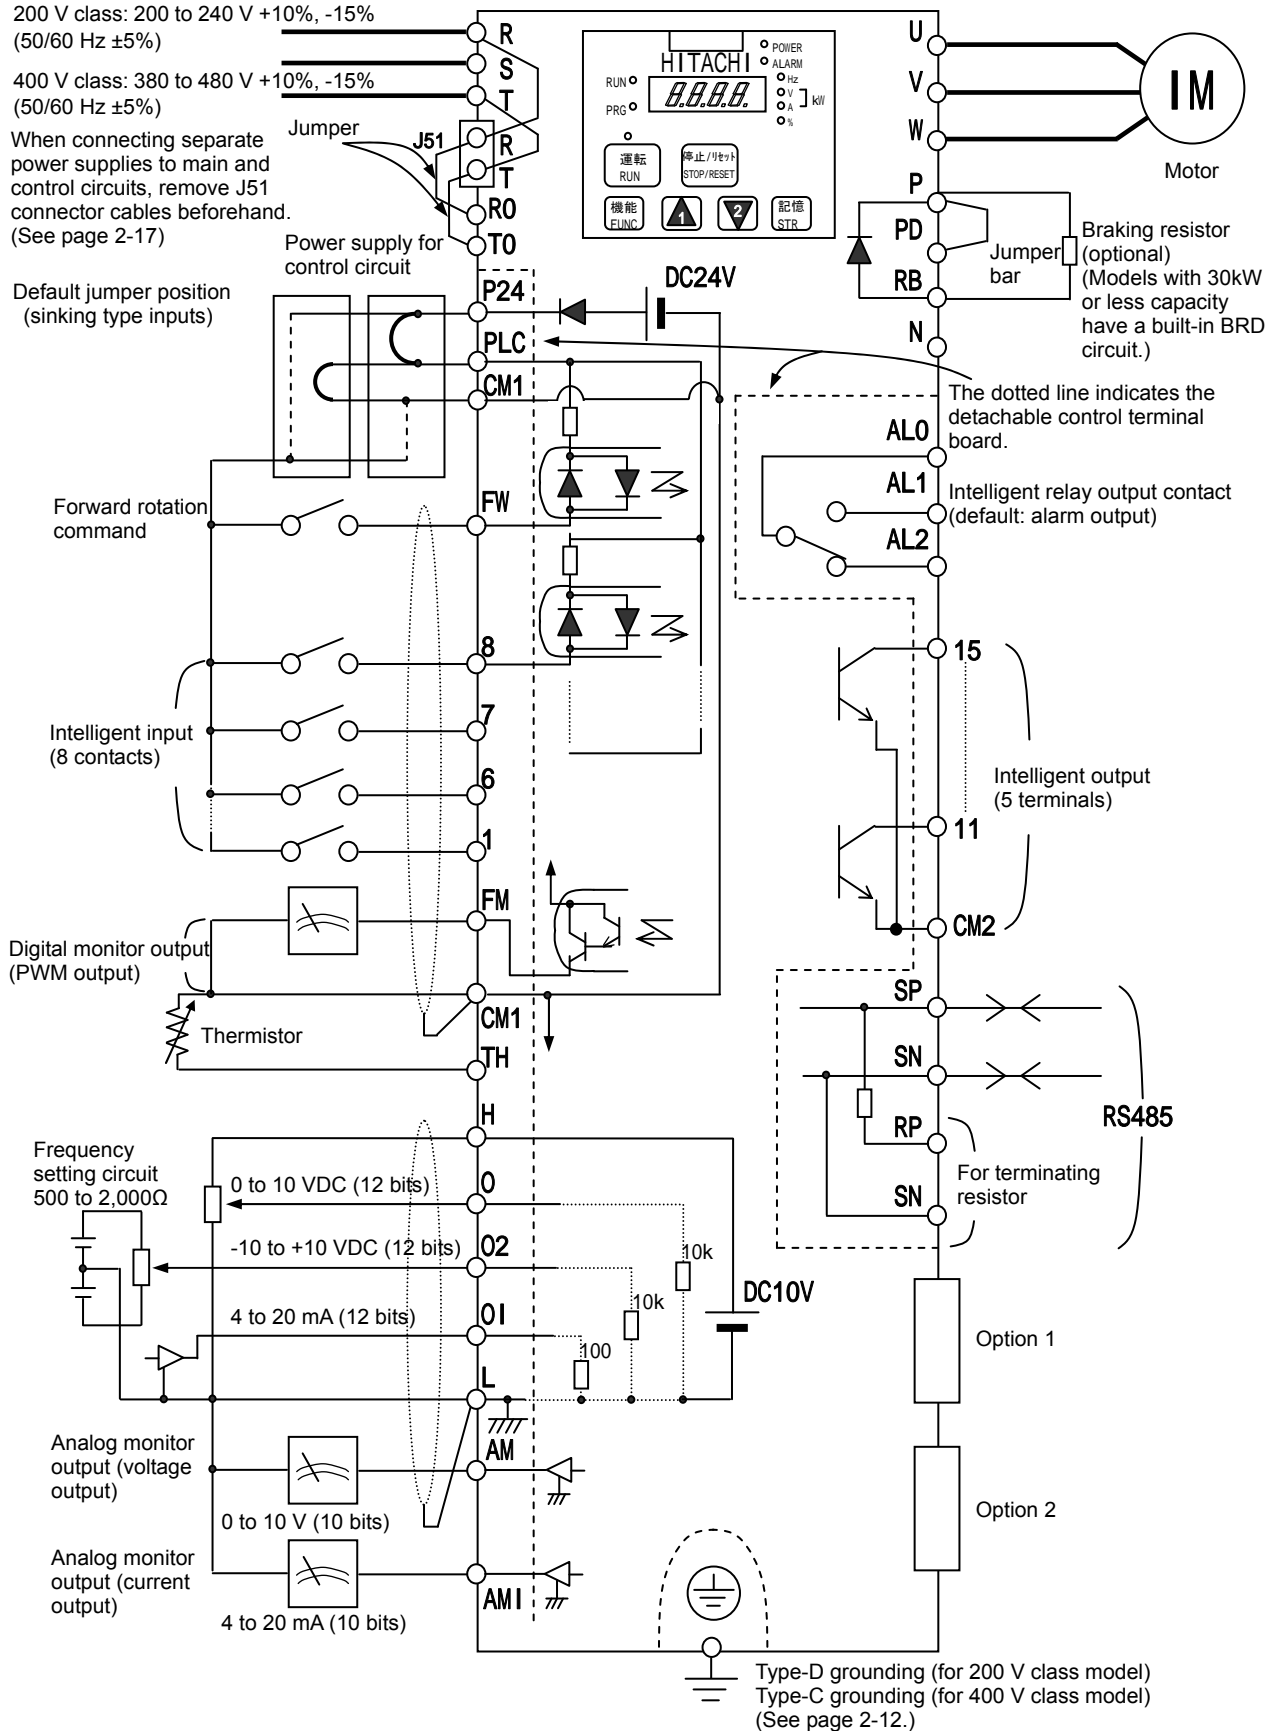 200 V class: 200 to 240 V +10%, -15%
(50/60 Hz ±5%)
400 V class: 380 to 480 V +10%, -15%
(50/60 Hz ±5%)
When connecting separate
power supplies to main and
control circuits, remove J51
connector cables beforehand.
(See page 2-17)
Jumper
J51
R
S
T
R
T
R0
T0
Power supply for
control circuit
HITACHI
POWER
ALARM
RUN
PRG
8.8.8.8.
Hz
V
A
kW
%
運転
RUN
停止/リセット
STOP/RESET
機能
FUNC
1
2
記憶
STR
U
V
W
IM
Motor
P
PD
RB
N
Jumper
bar
Braking resistor
(optional)
(Models with 30kW
or less capacity
have a built-in BRD
circuit.)
Default jumper position
(sinking type inputs)
P24
PLC
CM1
DC24V
The dotted line indicates the
detachable control terminal
board.
AL0
AL1
AL2
Intelligent relay output contact
(default: alarm output)
Forward rotation
command
FW
8
7
6
1
Intelligent input
(8 contacts)
15
11
CM2
Intelligent output
(5 terminals)
FM
Digital monitor output
(PWM output)
CM1
Thermistor
TH
SP
SN
RP
SN
RS485
For terminating
resistor
H
Frequency
setting circuit
500 to 2,000Ω
0 to 10 VDC (12 bits)
O
-10 to +10 VDC (12 bits)
O2
4 to 20 mA (12 bits)
OI
L
10k
10k
100
DC10V
Option 1
Option 2
Analog monitor
output (voltage
output)
AM
0 to 10 V (10 bits)
Analog monitor
output (current
output)
AMI
4 to 20 mA (10 bits)
Type-D grounding (for 200 V class model)
Type-C grounding (for 400 V class model)
(See page 2-12.)